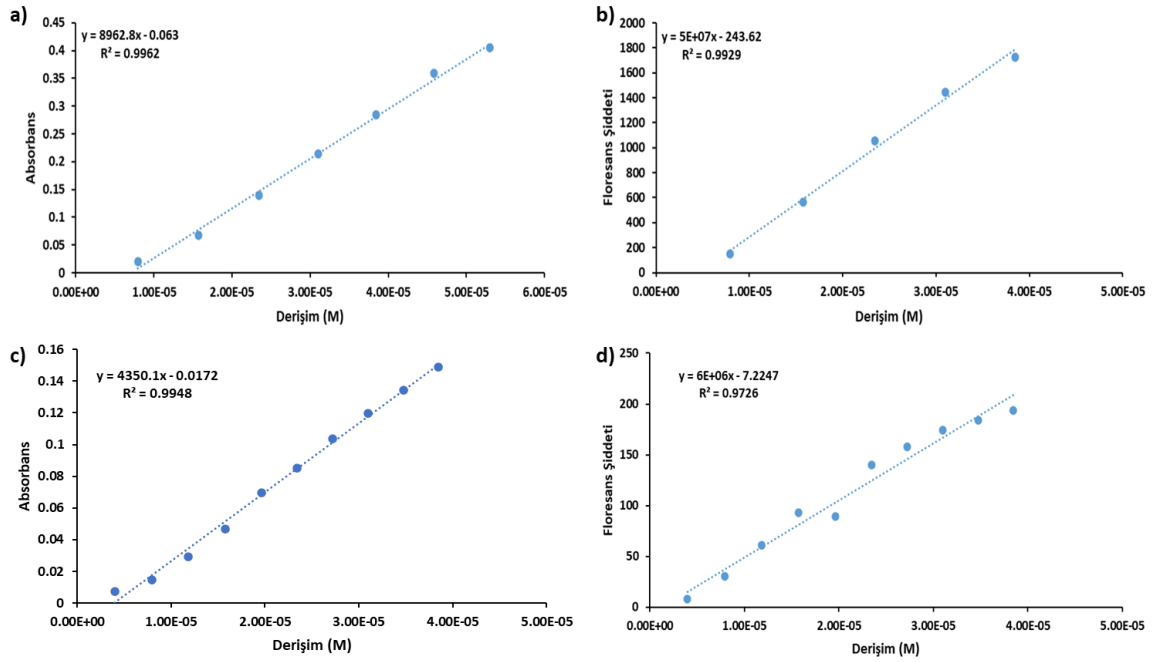 a)
y = 8962.8x - 0.063
R² = 0.9962
Absorbans
0.45
0.4
0.35
0.3
0.25
0.2
0.15
0.1
0.05
0
0.00E+00 1.00E-05 2.00E-05 3.00E-05 4.00E-05 5.00E-05 6.00E-05
Derişim (M)
b)
y = 5E+07x - 243.62
R² = 0.9929
Floresans Şiddeti
2000
1800
1600
1400
1200
1000
800
600
400
200
0
0.00E+00 1.00E-05 2.00E-05 3.00E-05 4.00E-05 5.00E-05
Derişim (M)
c)
y = 4350.1x - 0.0172
R² = 0.9948
Absorbans
0.16
0.14
0.12
0.1
0.08
0.06
0.04
0.02
0
0.00E+00 1.00E-05 2.00E-05 3.00E-05 4.00E-05 5.00E-05
Derişim (M)
d)
y = 6E+06x - 7.2247
R² = 0.9726
Floresans Şiddeti
250
200
150
100
50
0
0.00E+00 1.00E-05 2.00E-05 3.00E-05 4.00E-05 5.00E-05
Derişim (M)